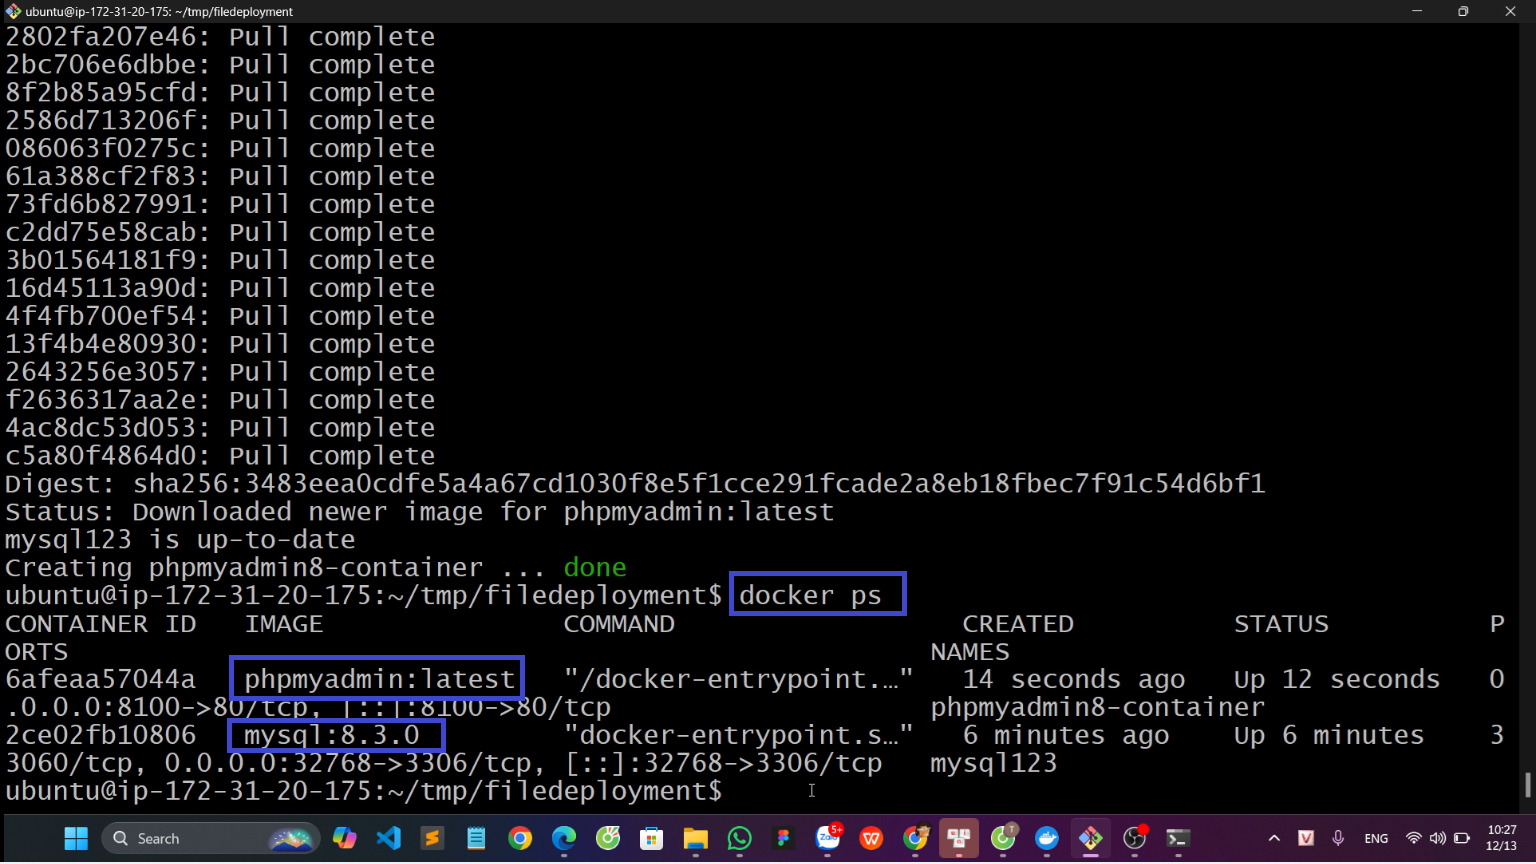 ubuntu@ip-172-31-20-175: ~/tmp/filedeployment
2802fa207e46: Pull complete
2bc706e6dbbe: Pull complete
8f2b85a95cfd: Pull complete
2586d713206f: Pull complete
086063f0275c: Pull complete
61a388cf2f83: Pull complete
73fd6b827991: Pull complete
c2dd75e58cab: Pull complete
3b01564181f9: Pull complete
16d45113a90d: Pull complete
4f4fb700ef54: Pull complete
13f4b4e80930: Pull complete
2643256e3057: Pull complete
f2636317aa2e: Pull complete
4ac8dc53d053: Pull complete
c5a80f4864d0: Pull complete
Digest: sha256:3483eea0cdfe5a4a67cd1030f8e5f1cce291fcade2a8eb18fbec7f91c54d6bf1
Status: Downloaded newer image for phpmyadmin:latest
mysql123 is up-to-date
Creating phpmyadmin8-container ... done
ubuntu@ip-172-31-20-175:~/tmp/filedeployment$ docker ps
CONTAINER ID   IMAGE               COMMAND                  CREATED          STATUS          P
ORTS                                                      NAMES
6afeaa57044a   phpmyadmin:latest   "/docker-entrypoint.…"   14 seconds ago   Up 12 seconds   0
.0.0.0:8100->80/tcp, [::]:8100->80/tcp                    phpmyadmin8-container
2ce02fb10806   mysql:8.3.0         "docker-entrypoint.s…"   6 minutes ago    Up 6 minutes    3
3060/tcp, 0.0.0.0:32768->3306/tcp, [::]:32768->3306/tcp   mysql123
ubuntu@ip-172-31-20-175:~/tmp/filedeployment$
Search
5+
T
V
ENG
10:27
12/13